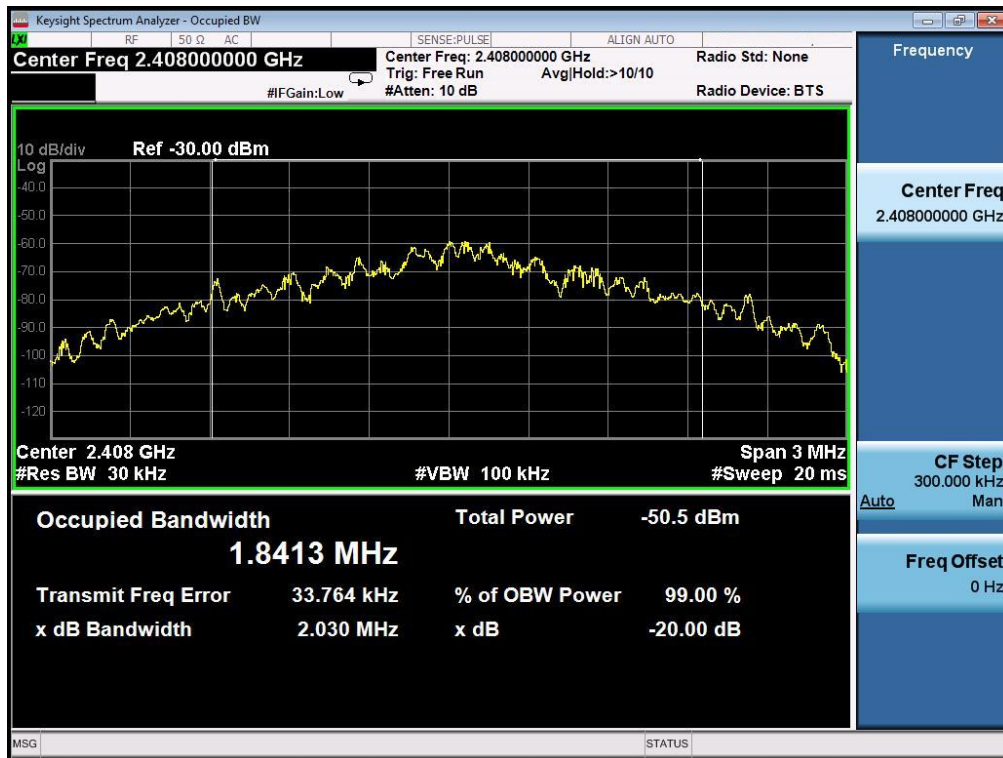 Keysight Spectrum Analyzer - Occupied BW
LXI RF 50 Ω AC SENSE:PULSE ALIGN AUTO
Center Freq 2.408000000 GHz
Center Freq: 2.408000000 GHz Radio Std: None
Trig: Free Run Avg|Hold:>10/10
#IFGain:Low #Atten: 10 dB Radio Device: BTS
10 dB/div Ref -30.00 dBm
Log
-40.0
-50.0
-60.0
-70.0
-80.0
-90.0
-100
-110
-120
Center 2.408 GHz Span 3 MHz
#Res BW 30 kHz #VBW 100 kHz #Sweep 20 ms
Occupied Bandwidth Total Power -50.5 dBm
1.8413 MHz
Transmit Freq Error 33.764 kHz % of OBW Power 99.00 %
x dB Bandwidth 2.030 MHz x dB -20.00 dB
MSG STATUS
Frequency
Center Freq
2.408000000 GHz
CF Step
300.000 kHz
Auto Man
Freq Offset
0 Hz